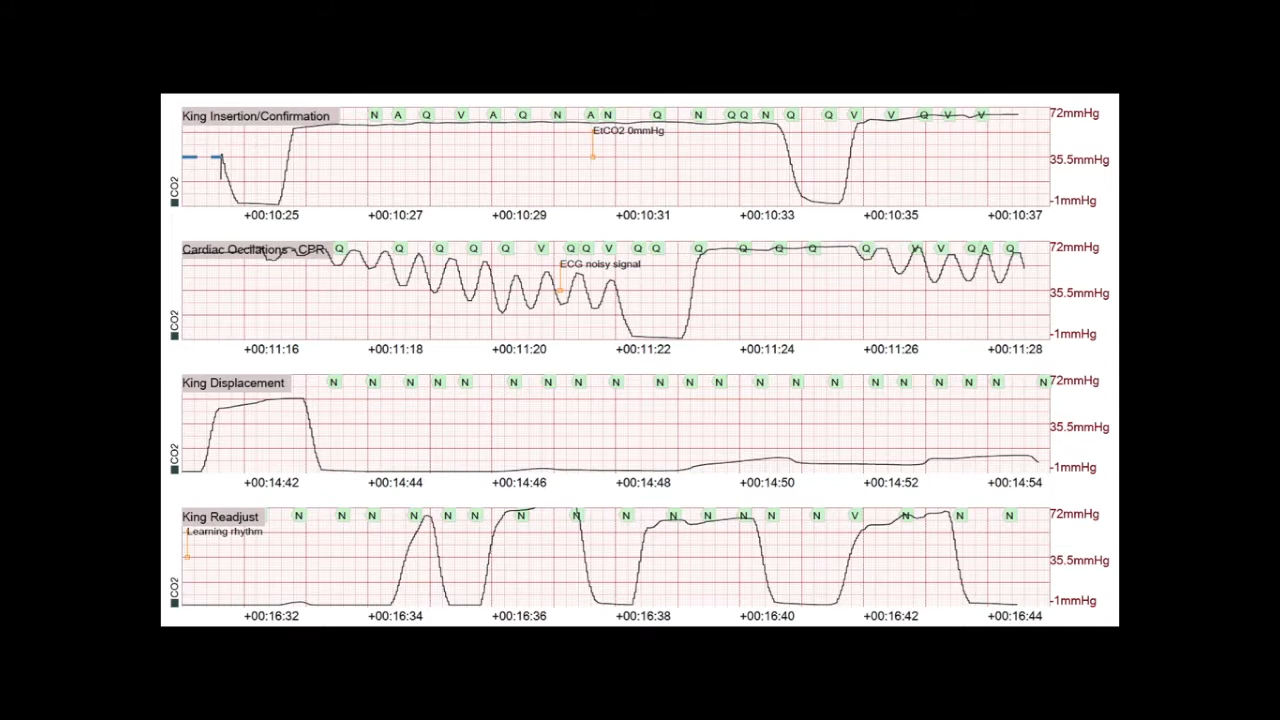 King Insertion/Confirmation N A Q V A Q N A N Q N Q Q N Q Q V V Q V V 72mmHg
EtCO2 0mmHg
35.5mmHg
CO2 -1mmHg
+00:10:25 +00:10:27 +00:10:29 +00:10:31 +00:10:33 +00:10:35 +00:10:37
Cardiac Ocellations - CPR Q Q Q Q Q V Q Q V Q Q Q Q Q Q Q V V Q A Q 72mmHg
ECG noisy signal
35.5mmHg
CO2 -1mmHg
+00:11:16 +00:11:18 +00:11:20 +00:11:22 +00:11:24 +00:11:26 +00:11:28
King Displacement N N N N N N N N N N N N N N N N N N N N N 72mmHg
35.5mmHg
CO2 -1mmHg
+00:14:42 +00:14:44 +00:14:46 +00:14:48 +00:14:50 +00:14:52 +00:14:54
King Readjust N N N N N N N N N N N N N N V N N N 72mmHg
Learning rhythm
35.5mmHg
CO2 -1mmHg
+00:16:32 +00:16:34 +00:16:36 +00:16:38 +00:16:40 +00:16:42 +00:16:44